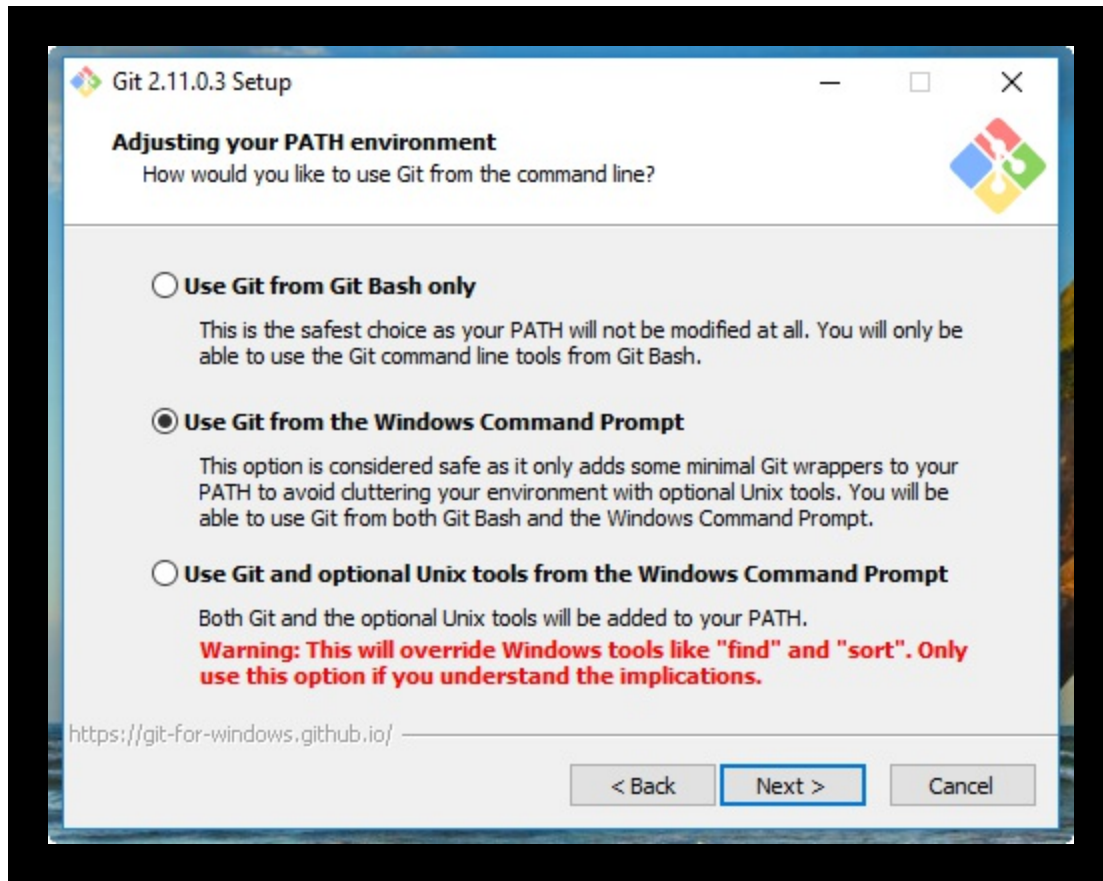 Git 2.11.0.3 Setup
Adjusting your PATH environment
How would you like to use Git from the command line?
Use Git from Git Bash only
This is the safest choice as your PATH will not be modified at all. You will only be
able to use the Git command line tools from Git Bash.
Use Git from the Windows Command Prompt
This option is considered safe as it only adds some minimal Git wrappers to your
PATH to avoid cluttering your environment with optional Unix tools. You will be
able to use Git from both Git Bash and the Windows Command Prompt.
Use Git and optional Unix tools from the Windows Command Prompt
Both Git and the optional Unix tools will be added to your PATH.
Warning: This will override Windows tools like "find" and "sort". Only
use this option if you understand the implications.
https://git-for-windows.github.io/
< Back Next > Cancel